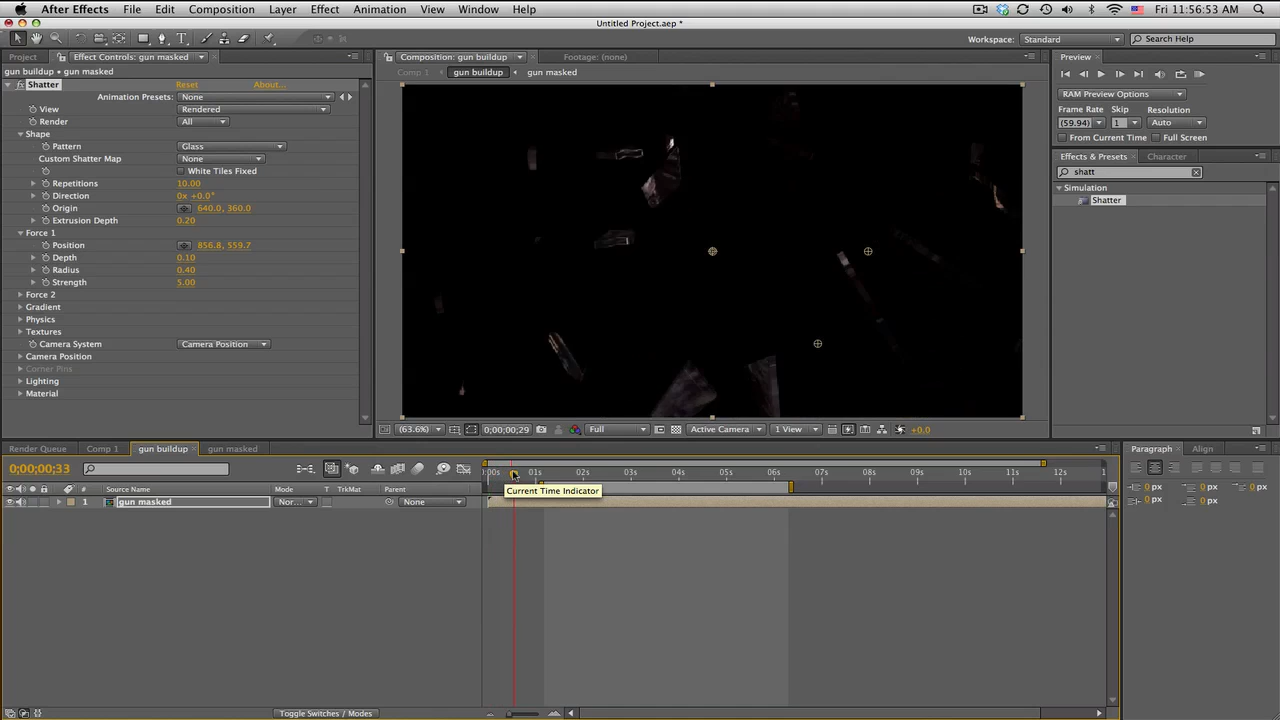 After Effects File Edit Composition Layer Effect Animation View Window Help Fri 11:56:53 AM
Untitled Project.aep *
Workspace: Standard Search Help
Project Effect Controls: gun masked Composition: gun buildup Footage: (none) Preview
gun buildup • gun masked Comp 1 gun buildup gun masked
fx Shatter Reset About...
Animation Presets: None
View Rendered
Render All
Shape
Pattern Glass
Custom Shatter Map None
White Tiles Fixed
Repetitions 10.00
Direction 0x +0.0°
Origin 640.0, 360.0
Extrusion Depth 0.20
Force 1
Position 856.8, 559.7
Depth 0.10
Radius 0.40
Strength 5.00
Force 2
Gradient
Physics
Textures
Camera System Camera Position
Camera Position
Corner Pins
Lighting
Material
RAM Preview Options
Frame Rate Skip Resolution
(59.94) 1 Auto
From Current Time Full Screen
Effects & Presets Character
shatt
Simulation
Shatter
(63.6%) 0;00;00;29 Full Active Camera 1 View +0.0
Render Queue Comp 1 gun buildup gun masked
0;00;00;33
:00s 01s 02s 03s 04s 05s 06s 07s 08s 09s 10s 11s 12s 1
Current Time Indicator
# Source Name Mode T TrkMat Parent
1 gun masked Nor... None
Toggle Switches / Modes
Paragraph Align
0 px 0 px 0 px
0 px 0 px